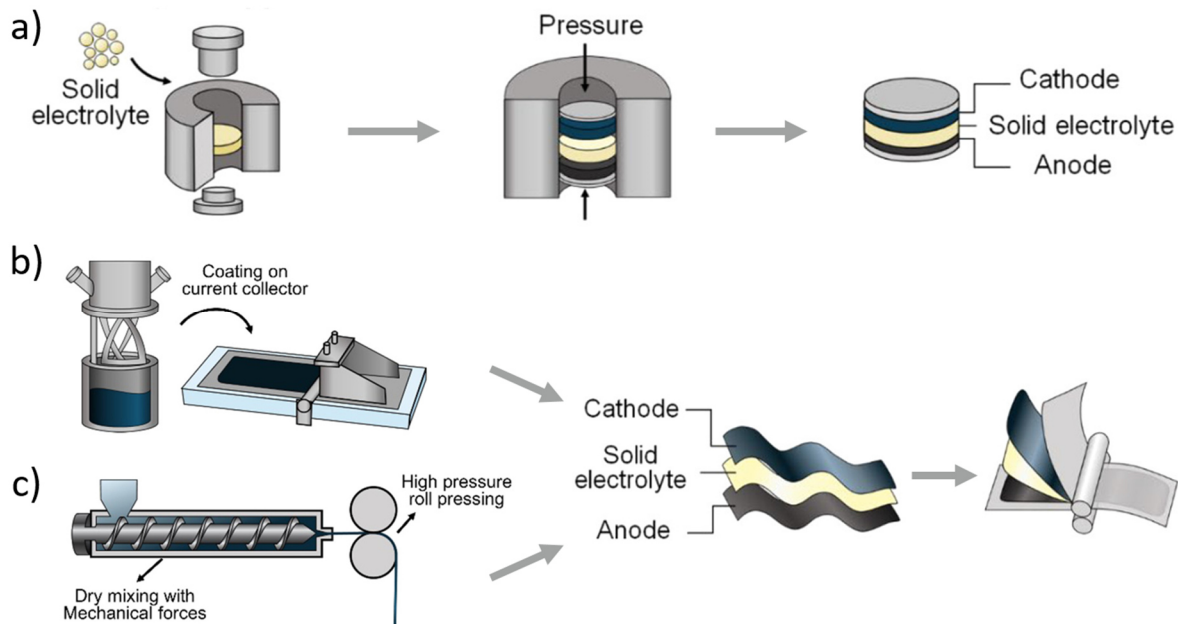 a)
Solid
electrolyte
Pressure
Cathode
Solid electrolyte
Anode
b)
Coating on
current collector
c)
High pressure
roll pressing
Dry mixing with
Mechanical forces
Cathode
Solid
electrolyte
Anode